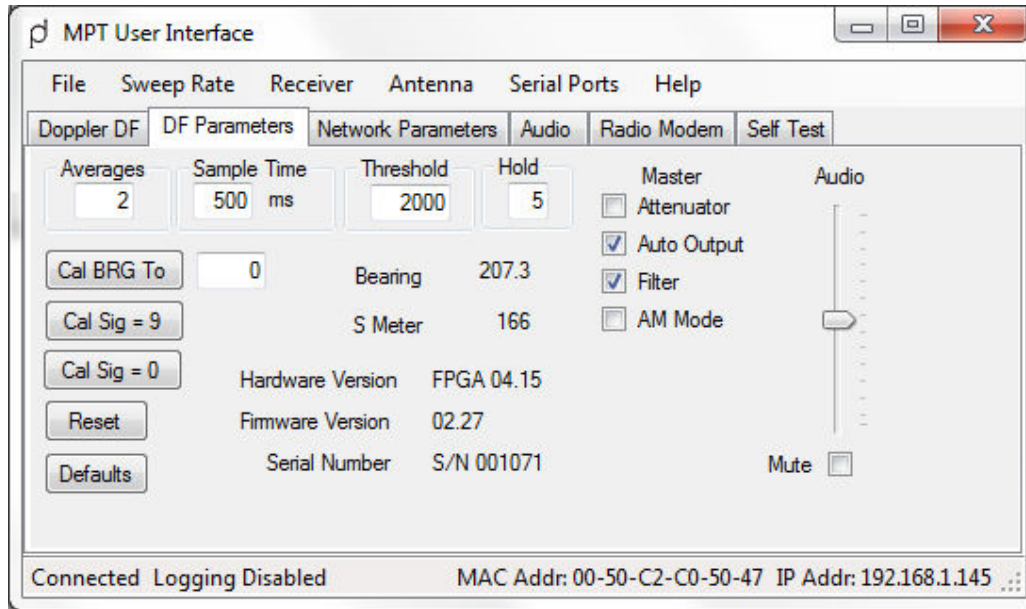 MPT User Interface
File Sweep Rate Receiver Antenna Serial Ports Help
Doppler DF DF Parameters Network Parameters Audio Radio Modem Self Test
Averages Sample Time Threshold Hold Master Audio
2 500 ms 2000 5 Attenuator
Auto Output
Cal BRG To 0 Bearing 207.3 Filter
Cal Sig = 9 S Meter 166 AM Mode
Cal Sig = 0 Hardware Version FPGA 04.15
Reset Firmware Version 02.27
Defaults Serial Number S/N 001071 Mute
Connected Logging Disabled MAC Addr: 00-50-C2-C0-50-47 IP Addr: 192.168.1.145